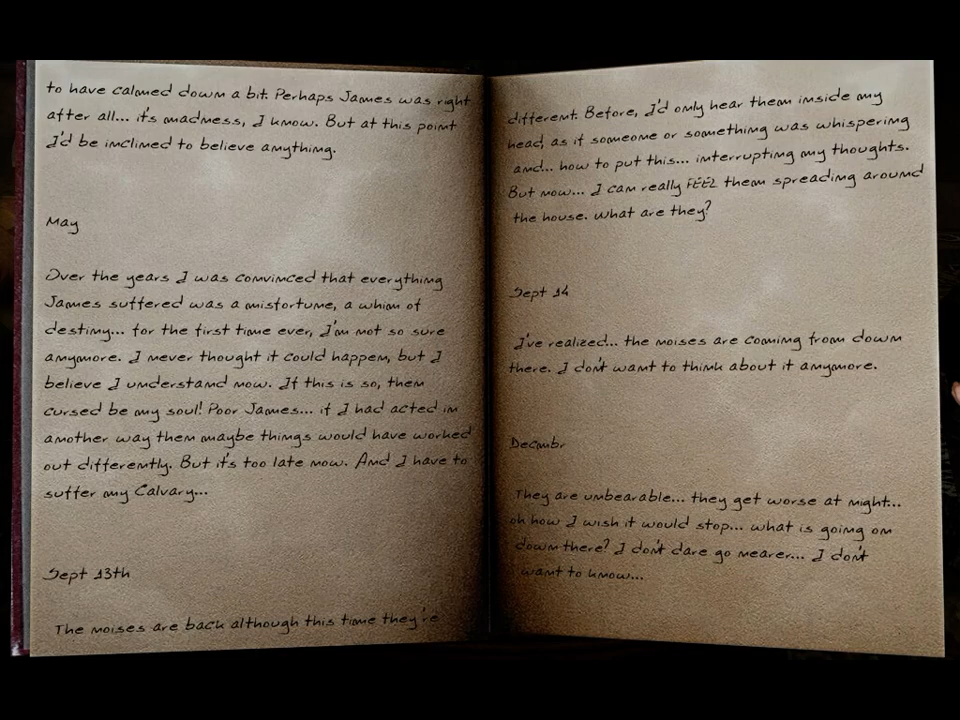 to have calmed down a bit. Perhaps James was right
after all... it's madness, I know. But at this point
I'd be inclined to believe anything.
May
Over the years I was convinced that everything
James suffered was a misfortune, a whim of
destiny... for the first time ever, I'm not so sure
anymore. I never thought it could happen, but I
believe I understand now. If this is so, then
cursed be my soul! Poor James... if I had acted in
another way then maybe things would have worked
out differently. But it's too late now. And I have to
suffer my Calvary...
Sept 13th
The noises are back although this time they're
different. Before, I'd only hear them inside my
head, as if someone or something was whispering
and... how to put this... interrupting my thoughts.
But now... I can really FEEL them spreading around
the house. What are they?
Sept 14
I've realized... the noises are coming from down
there. I don't want to think about it anymore.
Decmbr
They are unbearable... they get worse at night...
oh how I wish it would stop... what is going on
down there? I don't dare go nearer... I don't
want to know...